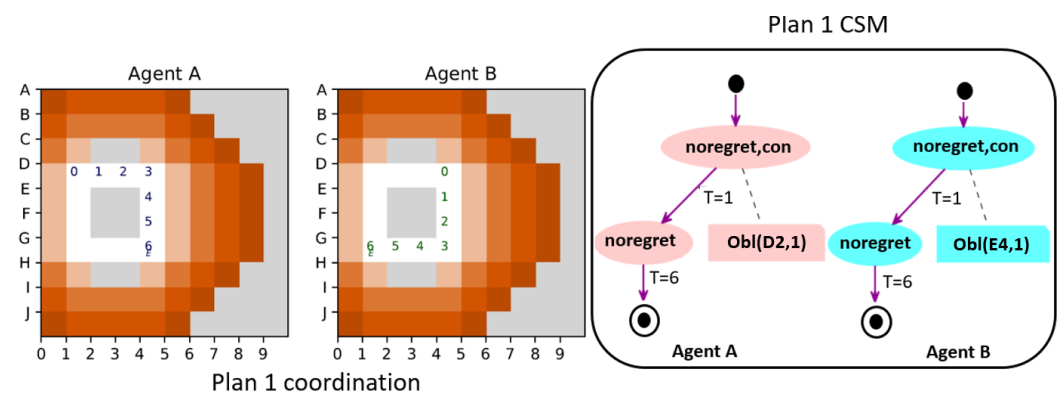 Plan 1 CSM
Agent A
Agent B
A
B
C
D
E
F
G
H
I
J
0 1 2 3
4
5
6
E
0 1 2 3 4 5 6 7 8 9
A
B
C
D
E
F
G
H
I
J
0
1
2
6 5 4 3
E
0 1 2 3 4 5 6 7 8 9
Plan 1 coordination
noregret,con
T=1
noregret
Obl(D2,1)
T=6
Agent A
noregret,con
T=1
noregret
Obl(E4,1)
T=6
Agent B